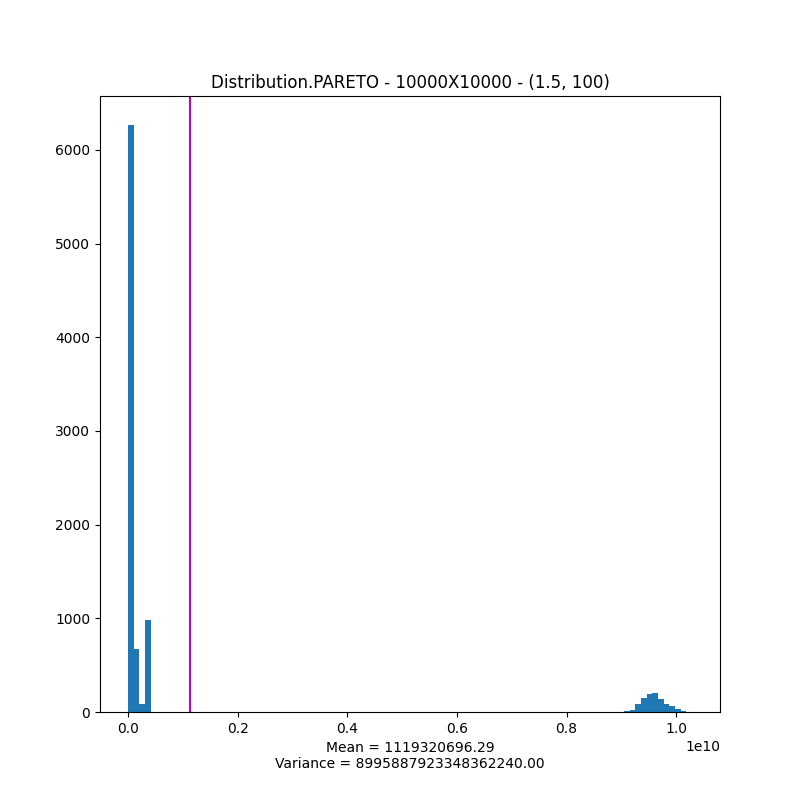 Distribution.PARETO - 10000X10000 - (1.5, 100)
6000
5000
4000
3000
2000
1000
0
0.0 0.2 0.4 0.6 0.8 1.0
1e10
Mean = 1119320696.29
Variance = 8995887923348362240.00